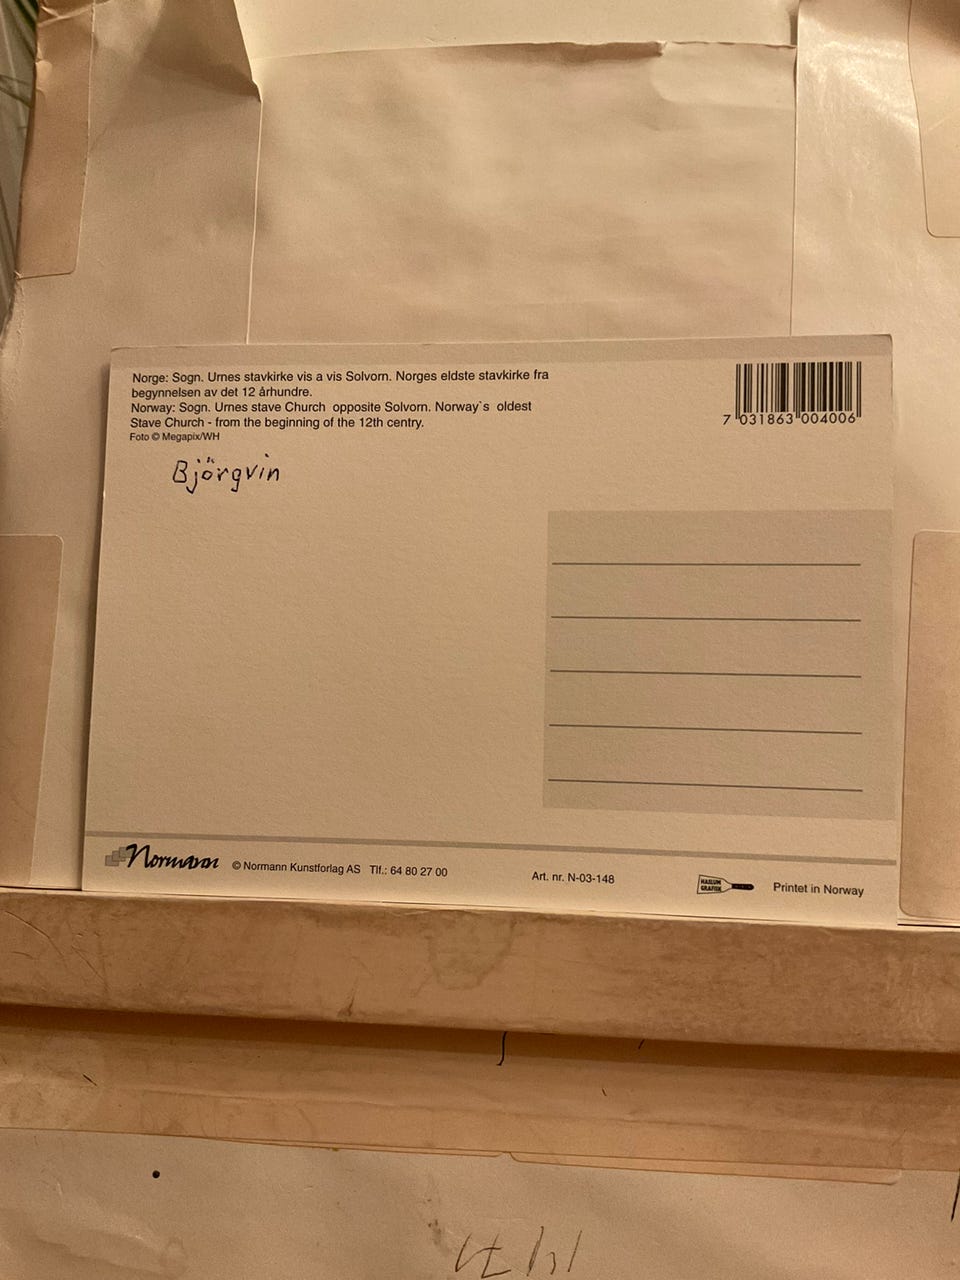 Norge: Sogn. Urnes stavkirke vis a vis Solvorn. Norges eldste stavkirke fra
begynnelsen av det 12 århundre.
Norway: Sogn. Urnes stave Church opposite Solvorn. Norway`s oldest
Stave Church - from the beginning of the 12th centry.
Foto © Megapix/WH
7 031863 004006
Björgvin
Normann © Normann Kunstforlag AS Tlf.: 64 80 27 00
Art. nr. N-03-148
HASLUM
GRAFISK
Printet in Norway